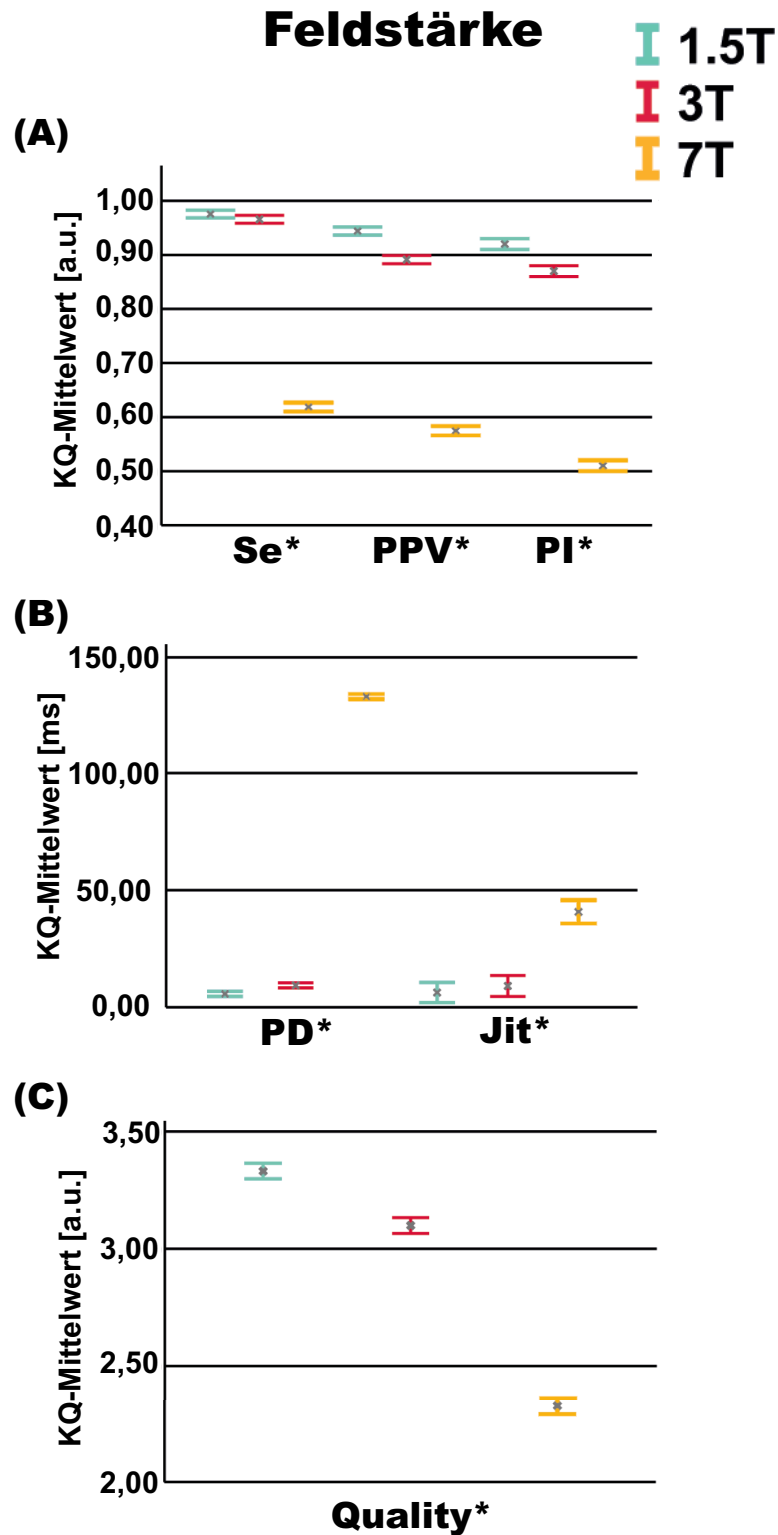 Feldstärke
1.5T
3T
7T
(A)
KQ-Mittelwert [a.u.]
1,00
0,90
0,80
0,70
0,60
0,50
0,40
Se* PPV* PI*
(B)
KQ-Mittelwert [ms]
150,00
100,00
50,00
0,00
PD* Jit*
(C)
KQ-Mittelwert [a.u.]
3,50
3,00
2,50
2,00
Quality*